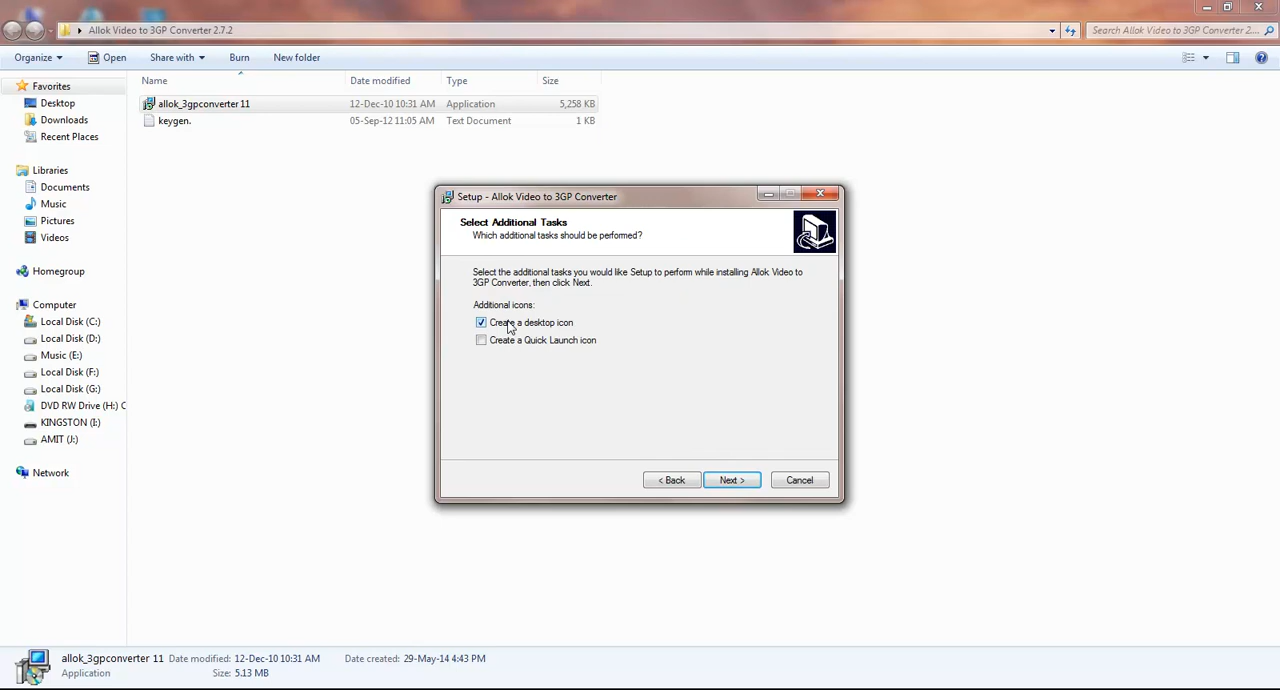 Allok Video to 3GP Converter 2.7.2
Search Allok Video to 3GP Converter 2....
Organize
Open
Share with
Burn
New folder
Name
Date modified
Type
Size
Favorites
Desktop
Downloads
Recent Places
Libraries
Documents
Music
Pictures
Videos
Homegroup
Computer
Local Disk (C:)
Local Disk (D:)
Music (E:)
Local Disk (F:)
Local Disk (G:)
DVD RW Drive (H:) C
KINGSTON (I:)
AMIT (J:)
Network
allok_3gpconverter 11 12-Dec-10 10:31 AM Application 5,258 KB
keygen. 05-Sep-12 11:05 AM Text Document 1 KB
Setup - Allok Video to 3GP Converter
Select Additional Tasks
Which additional tasks should be performed?
Select the additional tasks you would like Setup to perform while installing Allok Video to
3GP Converter, then click Next.
Additional icons:
Create a desktop icon
Create a Quick Launch icon
< Back
Next >
Cancel
allok_3gpconverter 11 Date modified: 12-Dec-10 10:31 AM Date created: 29-May-14 4:43 PM
Application Size: 5.13 MB